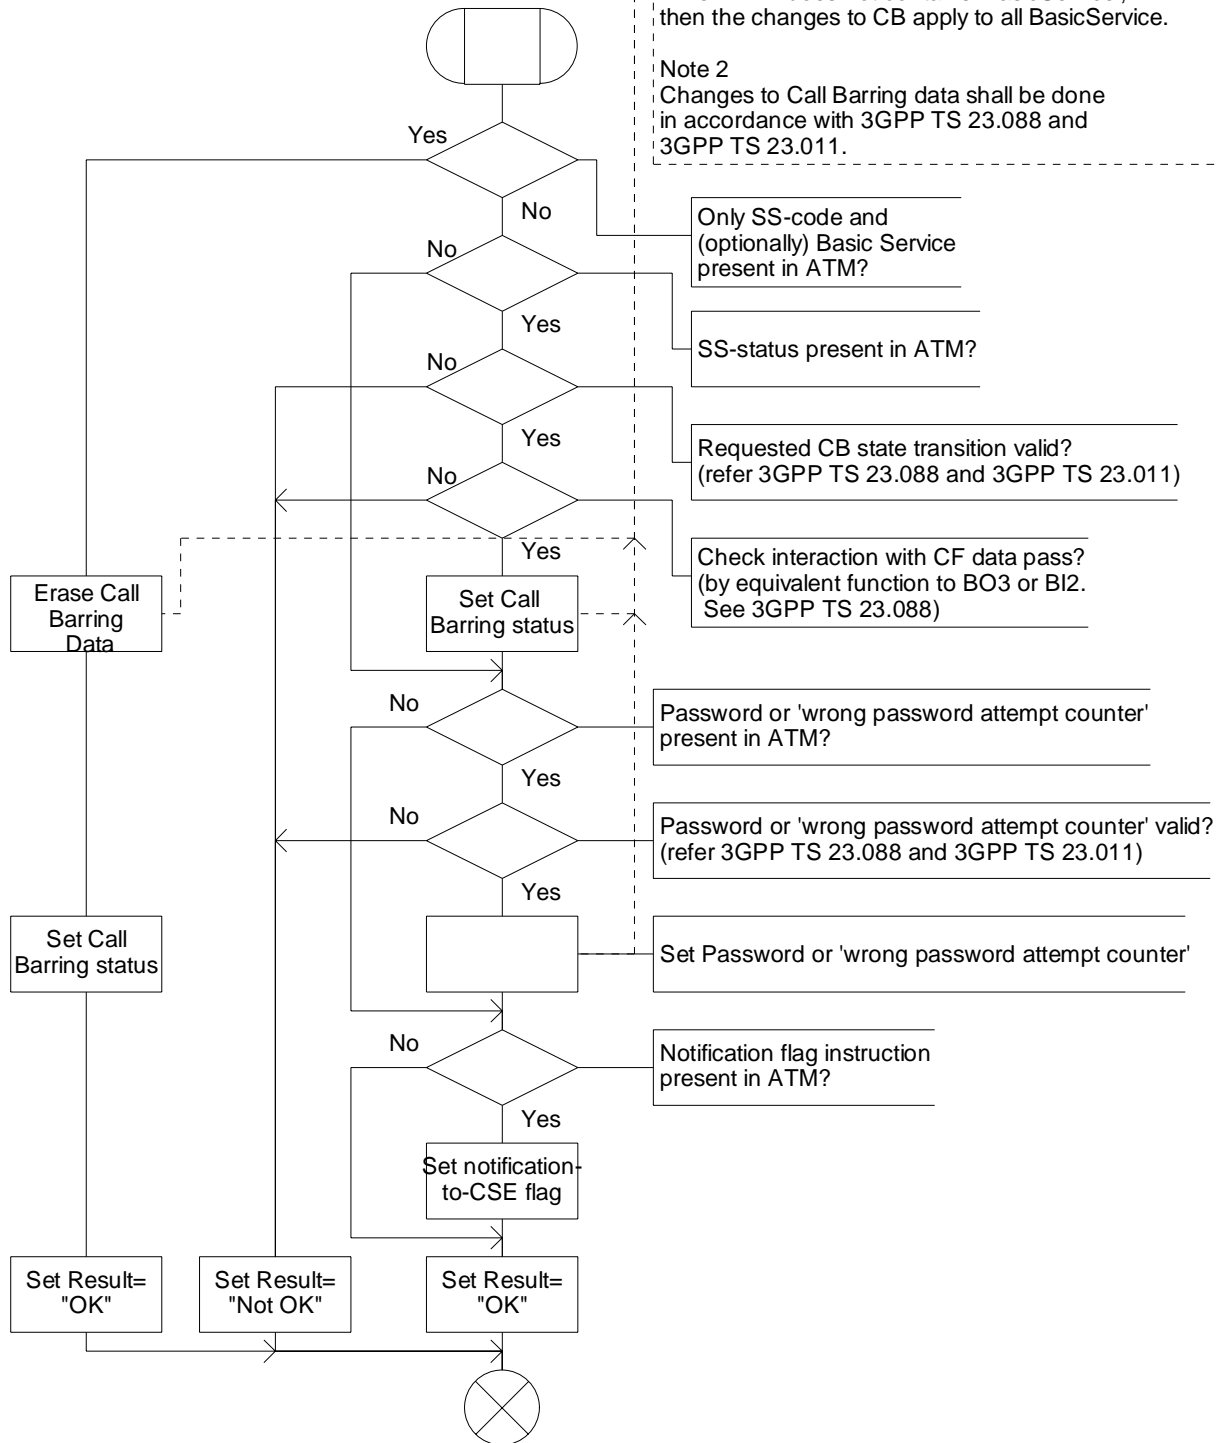 then the changes to CB apply to all BasicService.
Note 2
Changes to Call Barring data shall be done
in accordance with 3GPP TS 23.088 and
3GPP TS 23.011.
Yes
No
Only SS-code and
(optionally) Basic Service
present in ATM?
No
Yes
SS-status present in ATM?
No
Yes
Requested CB state transition valid?
(refer 3GPP TS 23.088 and 3GPP TS 23.011)
No
Yes
Check interaction with CF data pass?
(by equivalent function to BO3 or BI2.
See 3GPP TS 23.088)
Erase Call
Barring
Data
Set Call
Barring status
No
Password or 'wrong password attempt counter'
present in ATM?
Yes
No
Password or 'wrong password attempt counter' valid?
(refer 3GPP TS 23.088 and 3GPP TS 23.011)
Yes
Set Call
Barring status
Set Password or 'wrong password attempt counter'
No
Notification flag instruction
present in ATM?
Yes
Set notification-
to-CSE flag
Set Result=
"OK"
Set Result=
"Not OK"
Set Result=
"OK"